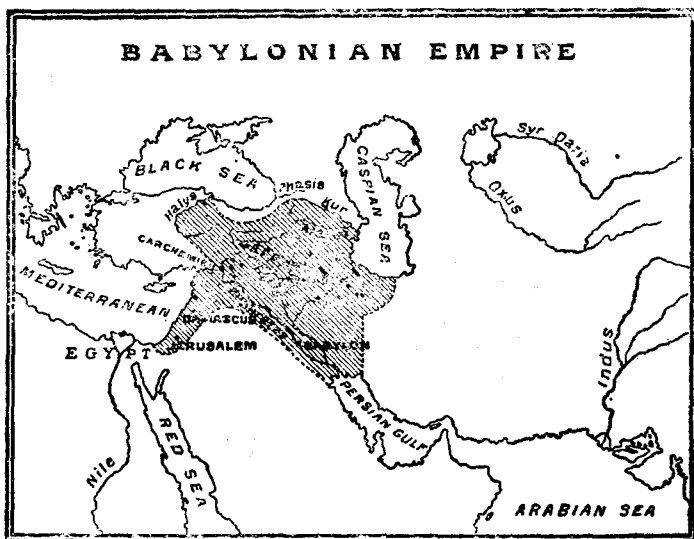 BABYLONIAN EMPIRE
BLACK SEA
CASPIAN SEA
Syr Daria
Oxus
Phasis
Kur
Halys
MEDITERRANEAN
DAMASCUS
BABYLON
EGYPT
JERUSALEM
PERSIAN GULF
Indus
Nile
RED SEA
ARABIAN SEA